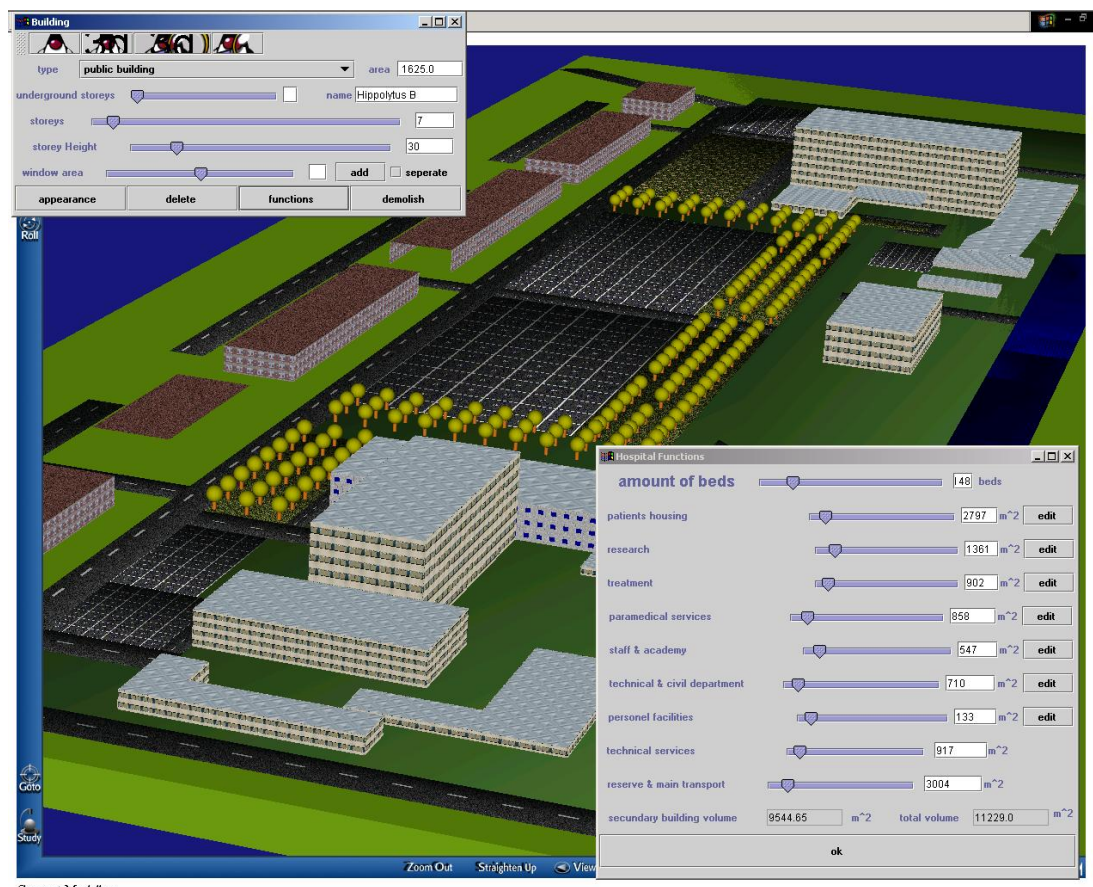 Building
type public building area 1625.0
underground storeys name Hippolytus B
storeys 7
storey Height 30
window area add seperate
appearance delete functions demolish
Roll
Hospital Functions
amount of beds 148 beds
patients housing 2797 m^2 edit
research 1361 m^2 edit
treatment 902 m^2 edit
paramedical services 858 m^2 edit
staff & academy 547 m^2 edit
technical & civil department 710 m^2 edit
personel facilities 133 m^2 edit
technical services 917 m^2
reserve & main transport 3004 m^2
secundary building volume 9544.65 m^2 total volume 11229.0 m^2
ok
Goto
Study
Zoom Out Straighten Up View